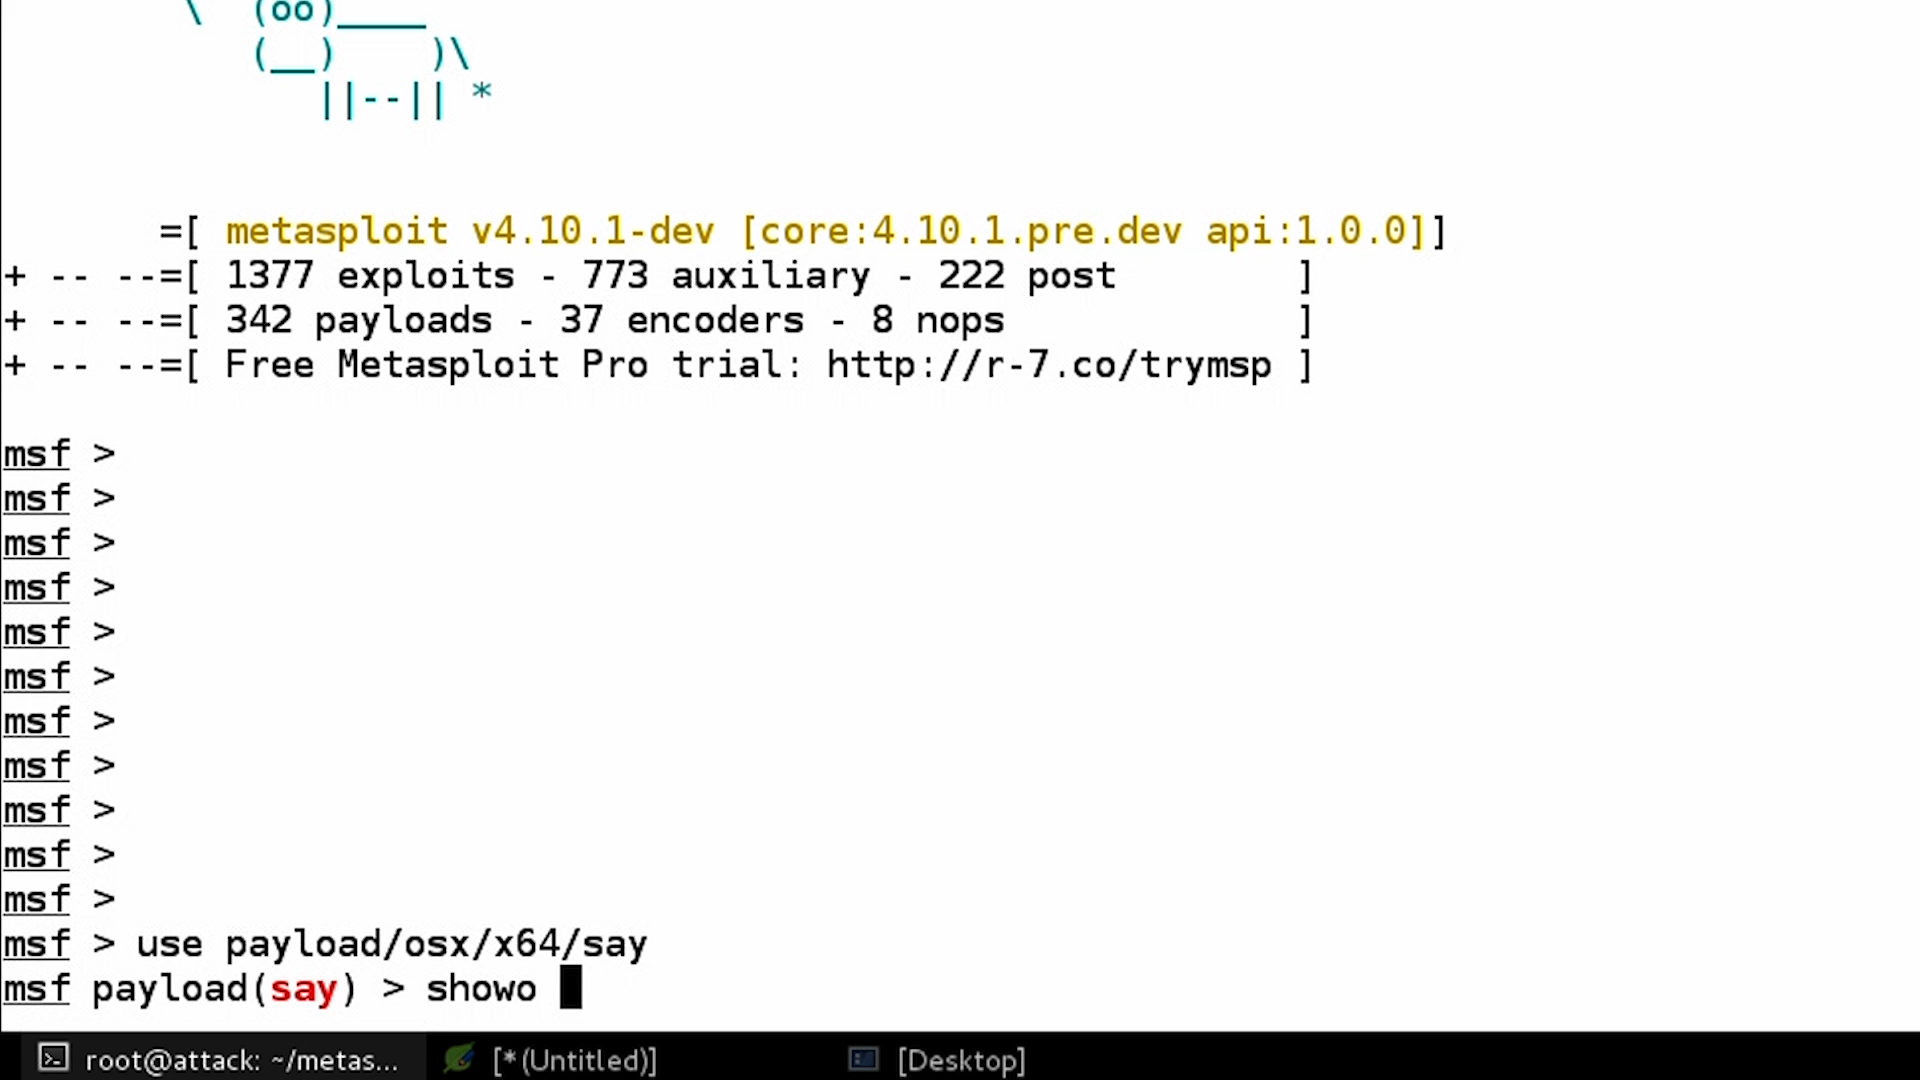 \  (oo)____
(__)    )\
||--|| *
=[ metasploit v4.10.1-dev [core:4.10.1.pre.dev api:1.0.0]]
+ -- --=[ 1377 exploits - 773 auxiliary - 222 post        ]
+ -- --=[ 342 payloads - 37 encoders - 8 nops             ]
+ -- --=[ Free Metasploit Pro trial: http://r-7.co/trymsp ]
msf >
msf >
msf >
msf >
msf >
msf >
msf >
msf >
msf >
msf >
msf >
msf > use payload/osx/x64/say
msf payload(say) > showo
root@attack: ~/metas... [*(Untitled)] [Desktop]